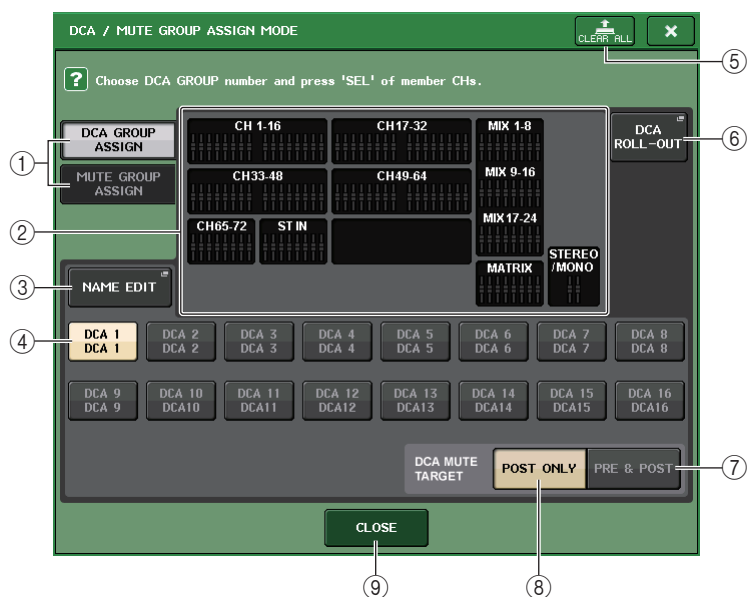 DCA / MUTE GROUP ASSIGN MODE
CLEAR ALL
×
⑤
? Choose DCA GROUP number and press 'SEL' of member CHs.
①
DCA GROUP
ASSIGN
MUTE GROUP
ASSIGN
②
CH 1-16
CH17-32
MIX 1-8
CH33-48
CH49-64
MIX 9-16
CH65-72
ST IN
MIX17-24
MATRIX
STEREO
/MONO
DCA
ROLL-OUT
⑥
③
NAME EDIT
④
DCA 1
DCA 1
DCA 2
DCA 2
DCA 3
DCA 3
DCA 4
DCA 4
DCA 5
DCA 5
DCA 6
DCA 6
DCA 7
DCA 7
DCA 8
DCA 8
DCA 9
DCA 9
DCA 10
DCA10
DCA 11
DCA11
DCA 12
DCA12
DCA 13
DCA13
DCA 14
DCA14
DCA 15
DCA15
DCA 16
DCA16
DCA MUTE
TARGET
POST ONLY
PRE & POST
⑦
CLOSE
⑨
⑧